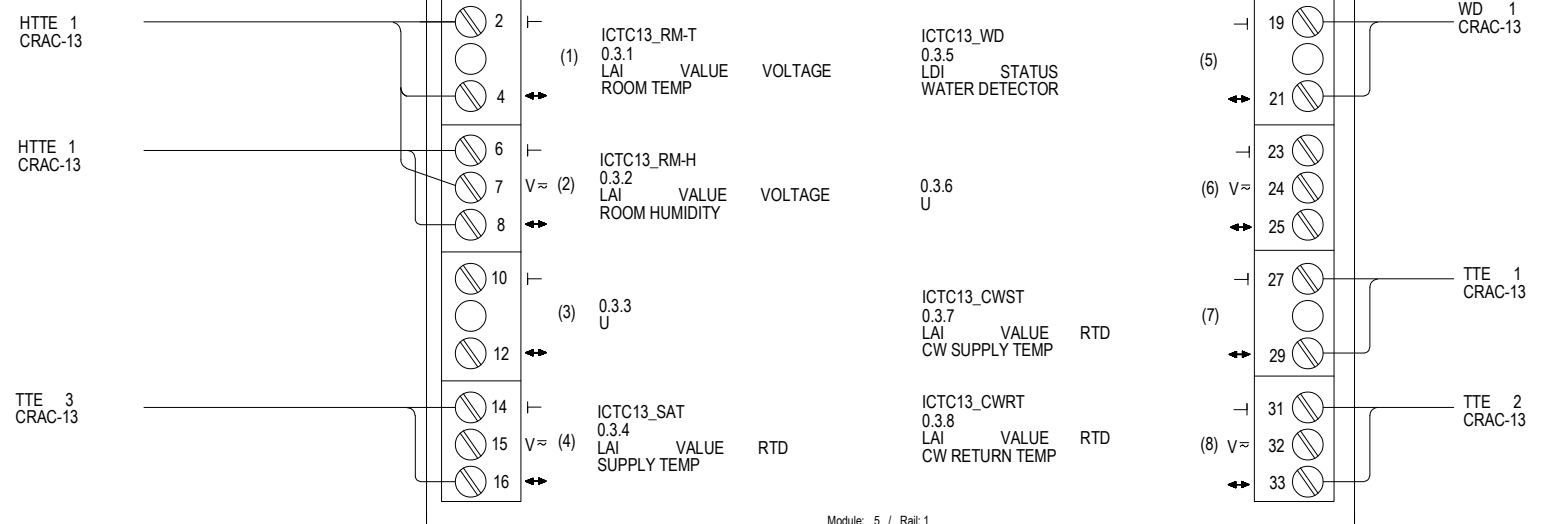 HTTE 1
CRAC-13
2
4
(1)
ICTC13_RM-T
0.3.1
LAI VALUE VOLTAGE
ROOM TEMP
ICTC13_WD
0.3.5
LDI STATUS
WATER DETECTOR
(5)
19
21
WD 1
CRAC-13
HTTE 1
CRAC-13
6
7 V≂ (2)
8
ICTC13_RM-H
0.3.2
LAI VALUE VOLTAGE
ROOM HUMIDITY
0.3.6
U
23
(6) V≂ 24
25
10
(3)
12
0.3.3
U
ICTC13_CWST
0.3.7
LAI VALUE RTD
CW SUPPLY TEMP
27
(7)
29
TTE 1
CRAC-13
TTE 3
CRAC-13
14
15 V≂ (4)
16
ICTC13_SAT
0.3.4
LAI VALUE RTD
SUPPLY TEMP
ICTC13_CWRT
0.3.8
LAI VALUE RTD
CW RETURN TEMP
31
(8) V≂ 32
33
TTE 2
CRAC-13
Module: 5 / Rail: 1